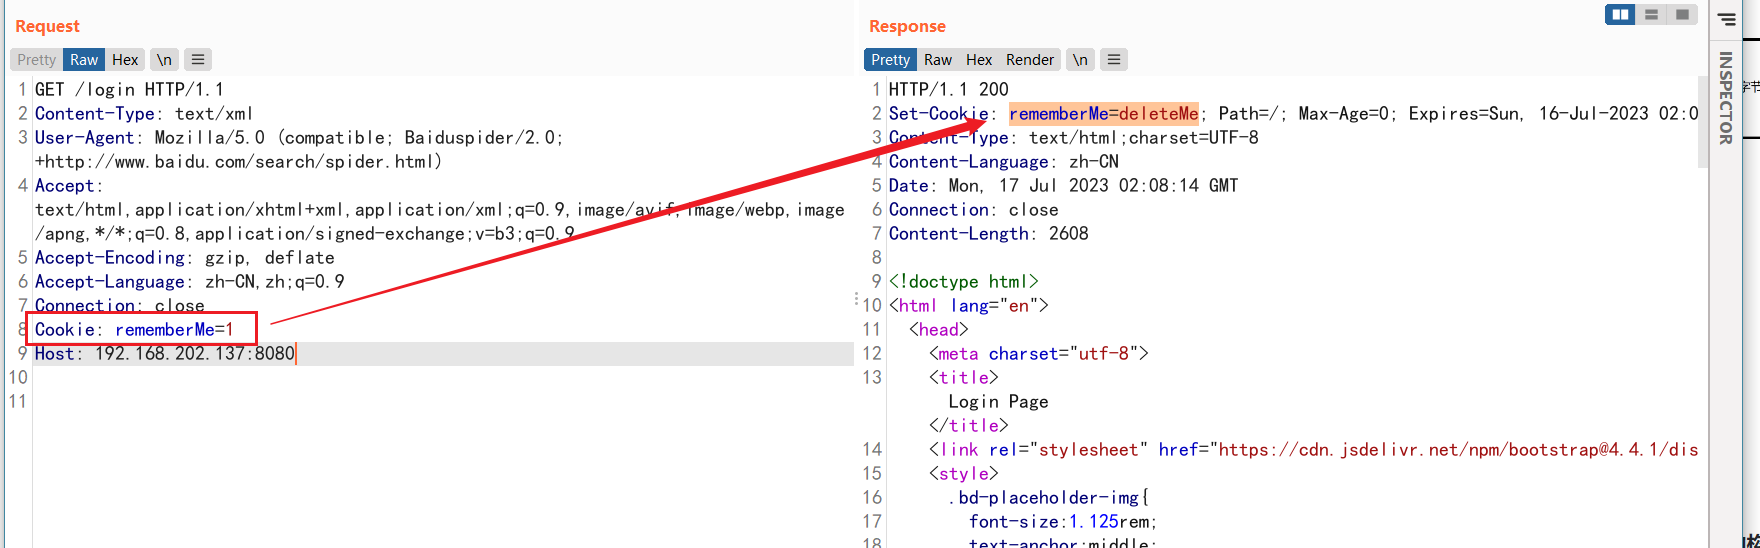 Request
Pretty Raw Hex \n
1 GET /login HTTP/1.1
2 Content-Type: text/xml
3 User-Agent: Mozilla/5.0 (compatible; Baiduspider/2.0;
+http://www.baidu.com/search/spider.html)
4 Accept:
text/html,application/xhtml+xml,application/xml;q=0.9,image/avif,image/webp,image
/apng,*/*;q=0.8,application/signed-exchange;v=b3;q=0.9
5 Accept-Encoding: gzip, deflate
6 Accept-Language: zh-CN,zh;q=0.9
7 Connection: close
8 Cookie: rememberMe=1
9 Host: 192.168.202.137:8080
10
11
Response
Pretty Raw Hex Render \n
1 HTTP/1.1 200
2 Set-Cookie: rememberMe=deleteMe; Path=/; Max-Age=0; Expires=Sun, 16-Jul-2023 02:0
3 Content-Type: text/html;charset=UTF-8
4 Content-Language: zh-CN
5 Date: Mon, 17 Jul 2023 02:08:14 GMT
6 Connection: close
7 Content-Length: 2608
8
9 <!doctype html>
10 <html lang="en">
11 <head>
12 <meta charset="utf-8">
13 <title>
Login Page
</title>
14 <link rel="stylesheet" href="https://cdn.jsdelivr.net/npm/bootstrap@4.4.1/dis
15 <style>
16 .bd-placeholder-img{
17 font-size:1.125rem;
18 text-anchor:middle;
INSPECTOR
字节